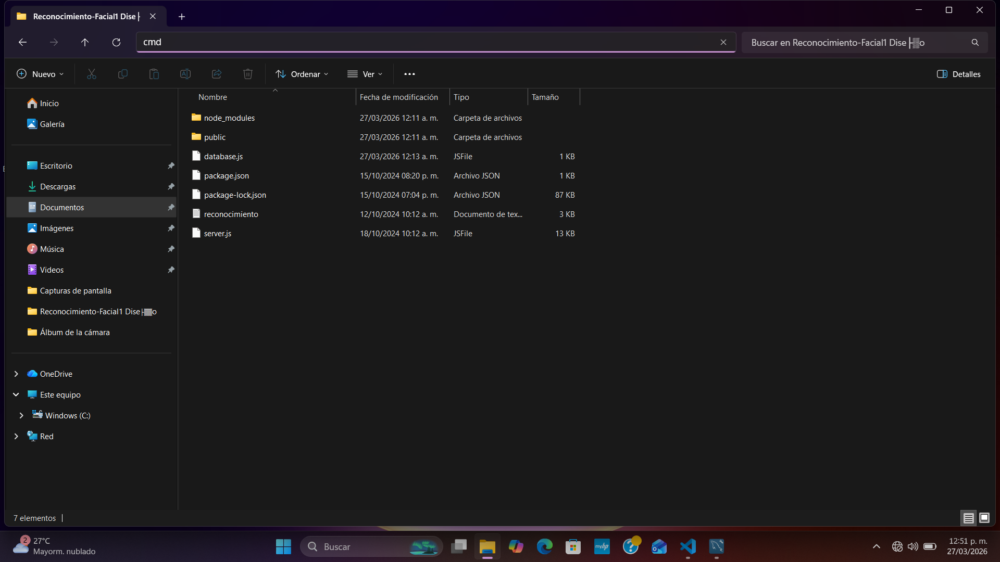 Reconocimiento-Facial1 Dise├
cmd
Buscar en Reconocimiento-Facial1 Dise├▒o
Nuevo
Ordenar
Ver
Detalles
Nombre
Fecha de modificación
Tipo
Tamaño
node_modules
27/03/2026 12:11 a. m.
Carpeta de archivos
public
27/03/2026 12:11 a. m.
Carpeta de archivos
database.js
27/03/2026 12:13 a. m.
JSFile
1 KB
package.json
15/10/2024 08:20 p. m.
Archivo JSON
1 KB
package-lock.json
15/10/2024 07:04 p. m.
Archivo JSON
87 KB
reconocimiento
12/10/2024 10:12 a. m.
Documento de tex...
3 KB
server.js
18/10/2024 10:12 a. m.
JSFile
13 KB
Inicio
Galería
Escritorio
Descargas
Documentos
Imágenes
Música
Videos
Capturas de pantalla
Reconocimiento-Facial1 Dise├▒o
Álbum de la cámara
OneDrive
Este equipo
Windows (C:)
Red
7 elementos
2
27°C
Mayorm. nublado
Buscar
myhp
12:51 p. m.
27/03/2026